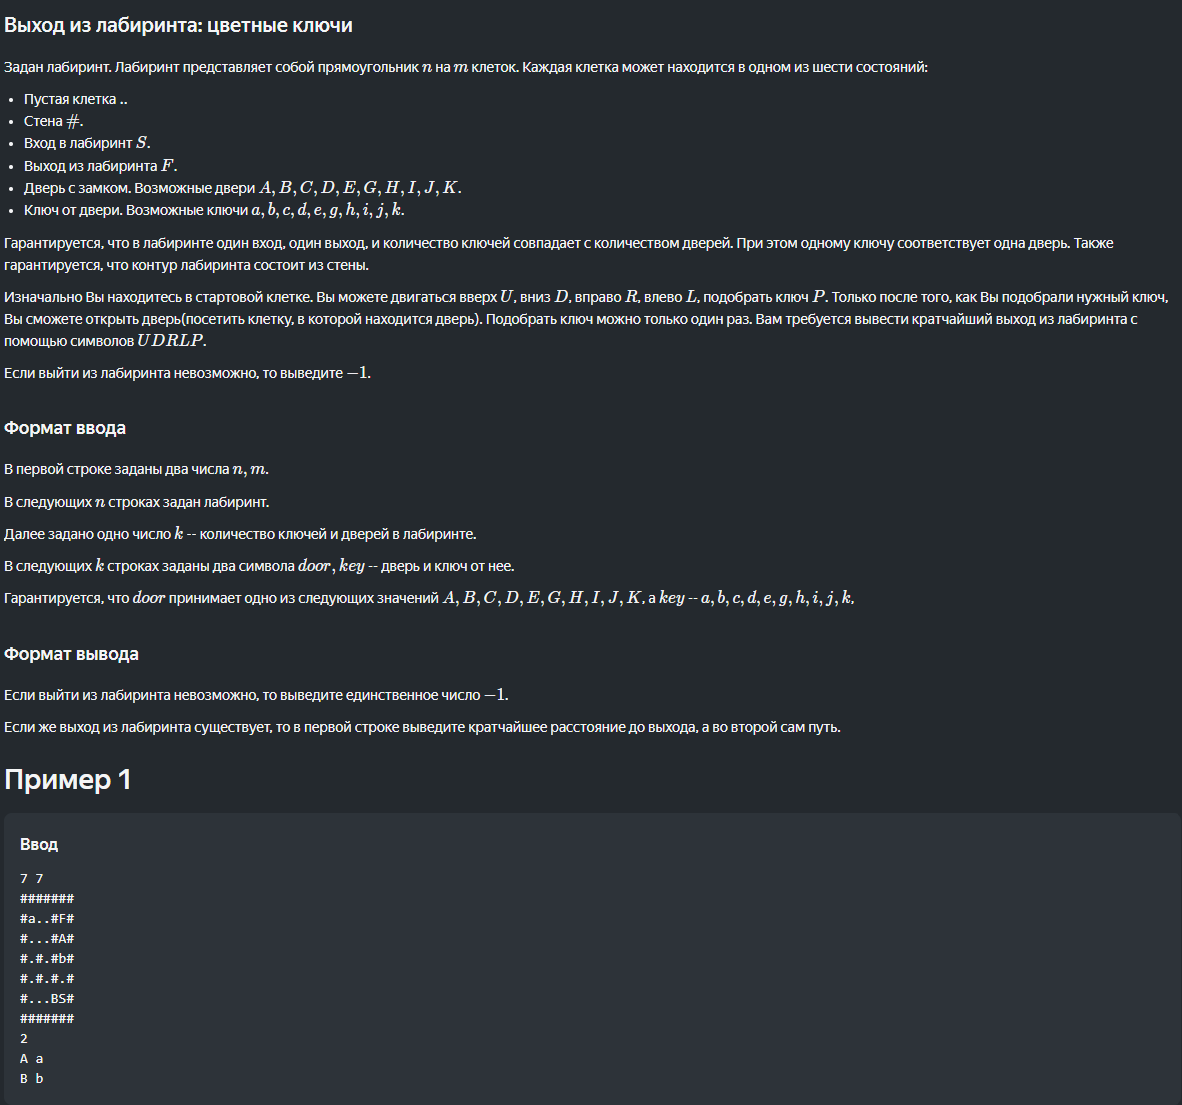 Выход из лабиринта: цветные ключи
Задан лабиринт. Лабиринт представляет собой прямоугольник n на m клеток. Каждая клетка может находится в одном из шести состояний:
• Пустая клетка ..
• Стена #.
• Вход в лабиринт S.
• Выход из лабиринта F.
• Дверь с замком. Возможные двери A, B, C, D, E, G, H, I, J, K.
• Ключ от двери. Возможные ключи a, b, c, d, e, g, h, i, j, k.
Гарантируется, что в лабиринте один вход, один выход, и количество ключей совпадает с количеством дверей. При этом одному ключу соответствует одна дверь. Также
гарантируется, что контур лабиринта состоит из стены.
Изначально Вы находитесь в стартовой клетке. Вы можете двигаться вверх U, вниз D, вправо R, влево L, подобрать ключ P. Только после того, как Вы подобрали нужный ключ,
Вы сможете открыть дверь(посетить клетку, в которой находится дверь). Подобрать ключ можно только один раз. Вам требуется вывести кратчайший выход из лабиринта с
помощью символов UDRLP.
Если выйти из лабиринта невозможно, то выведите −1.
Формат ввода
В первой строке заданы два числа n, m.
В следующих n строках задан лабиринт.
Далее задано одно число k -- количество ключей и дверей в лабиринте.
В следующих k строках заданы два символа door, key -- дверь и ключ от нее.
Гарантируется, что door принимает одно из следующих значений A, B, C, D, E, G, H, I, J, K, а key -- a, b, c, d, e, g, h, i, j, k,
Формат вывода
Если выйти из лабиринта невозможно, то выведите единственное число −1.
Если же выход из лабиринта существует, то в первой строке выведите кратчайшее расстояние до выхода, а во второй сам путь.
Пример 1
Ввод
7 7
#######
#a..#F#
#...#A#
#.#.#b#
#.#.#.#
#...BS#
#######
2
A a
B b